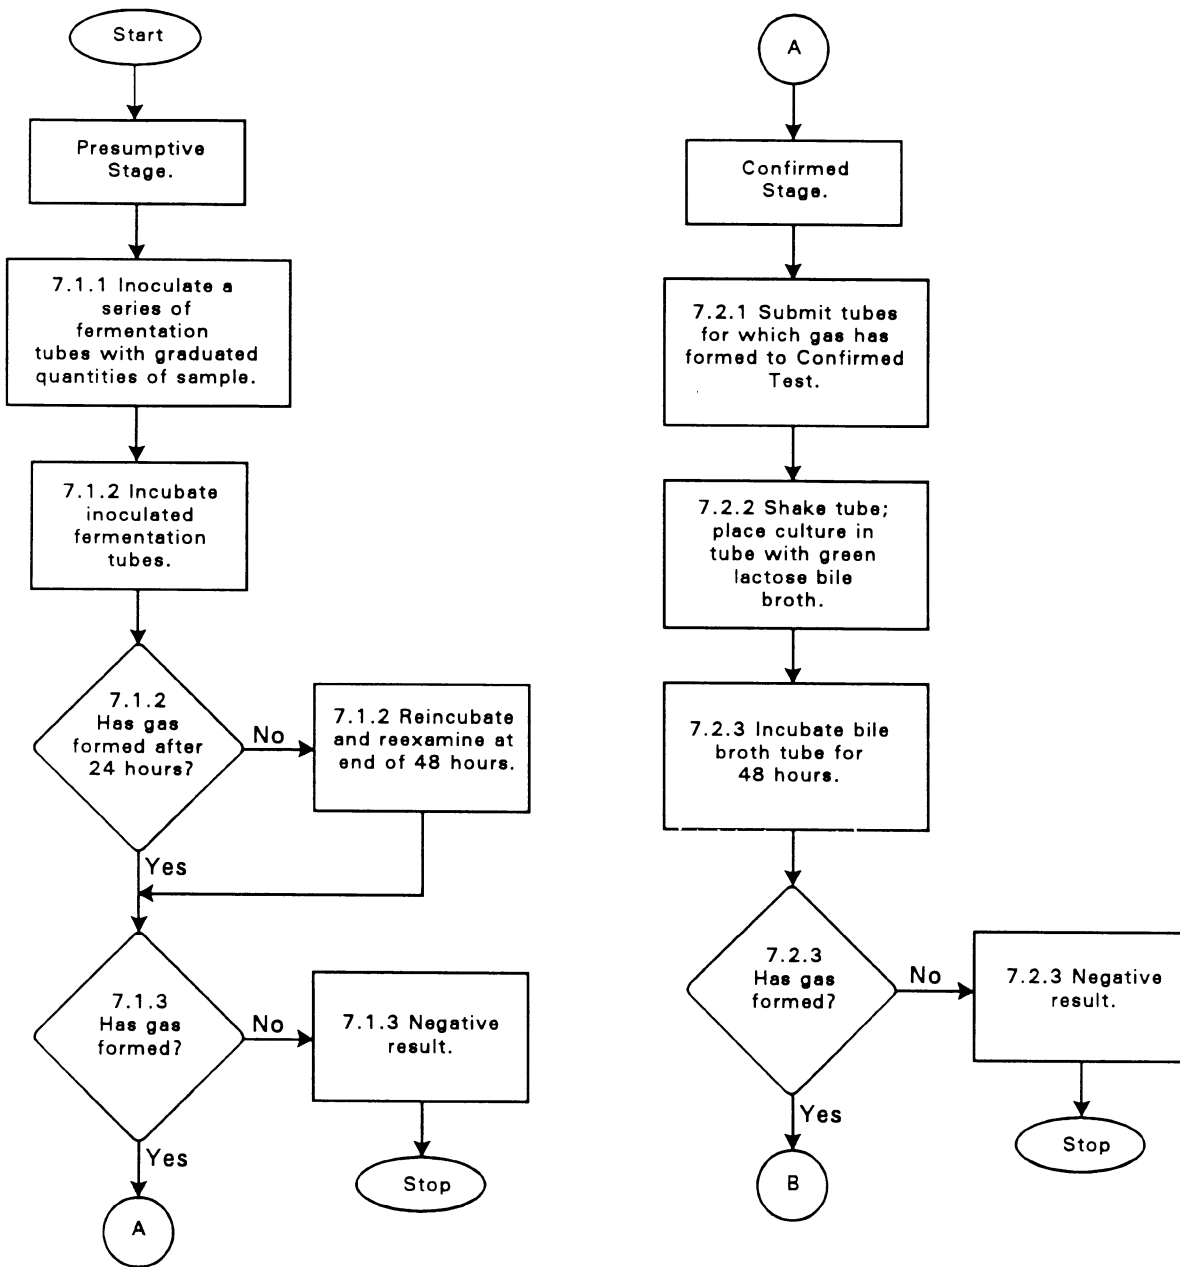 Start
Presumptive
Stage.
7.1.1 Inoculate a
series of
fermentation
tubes with graduated
quantities of sample.
7.1.2 Incubate
inoculated
fermentation
tubes.
7.1.2
Has gas
formed after
24 hours?
No
7.1.2 Reincubate
and reexamine at
end of 48 hours.
Yes
7.1.3
Has gas
formed?
No
7.1.3 Negative
result.
Yes
Stop
A
A
Confirmed
Stage.
7.2.1 Submit tubes
for which gas has
formed to Confirmed
Test.
7.2.2 Shake tube;
place culture in
tube with green
lactose bile
broth.
7.2.3 Incubate bile
broth tube for
48 hours.
7.2.3
Has gas
formed?
No
7.2.3 Negative
result.
Yes
Stop
B